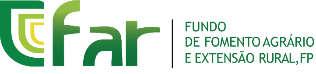 far
FUNDO
DE FOMENTO AGRÁRIO
E EXTENSÃO RURAL,FP